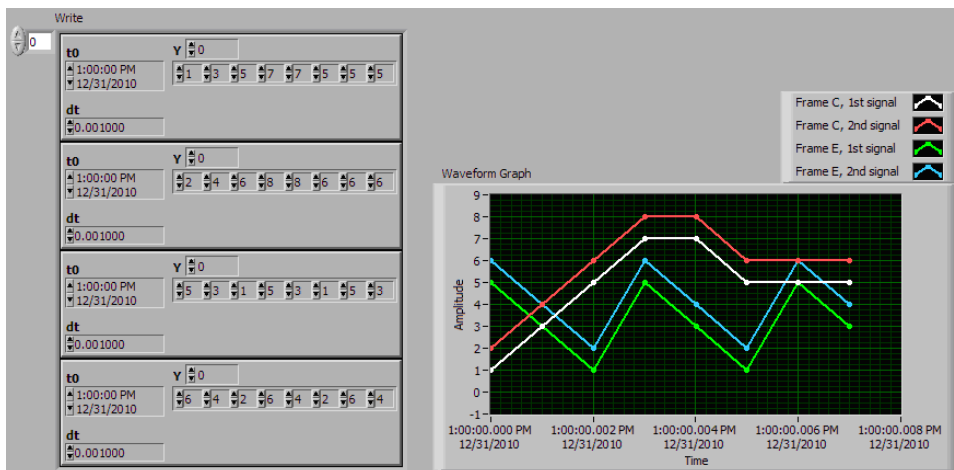 Write
0
t0
Y 0
1:00:00 PM
12/31/2010
1 3 5 7 7 5 5 5
dt
0.001000
t0
Y 0
1:00:00 PM
12/31/2010
2 4 6 8 8 6 6 6
dt
0.001000
t0
Y 0
1:00:00 PM
12/31/2010
5 3 1 5 3 1 5 3
dt
0.001000
t0
Y 0
1:00:00 PM
12/31/2010
6 4 2 6 4 2 6 4
dt
0.001000
Frame C, 1st signal
Frame C, 2nd signal
Frame E, 1st signal
Frame E, 2nd signal
Waveform Graph
Amplitude
9
8
7
6
5
4
3
2
1
0
-1
1:00:00.000 PM 1:00:00.002 PM 1:00:00.004 PM 1:00:00.006 PM 1:00:00.008 PM
12/31/2010 12/31/2010 12/31/2010 12/31/2010 12/31/2010
Time